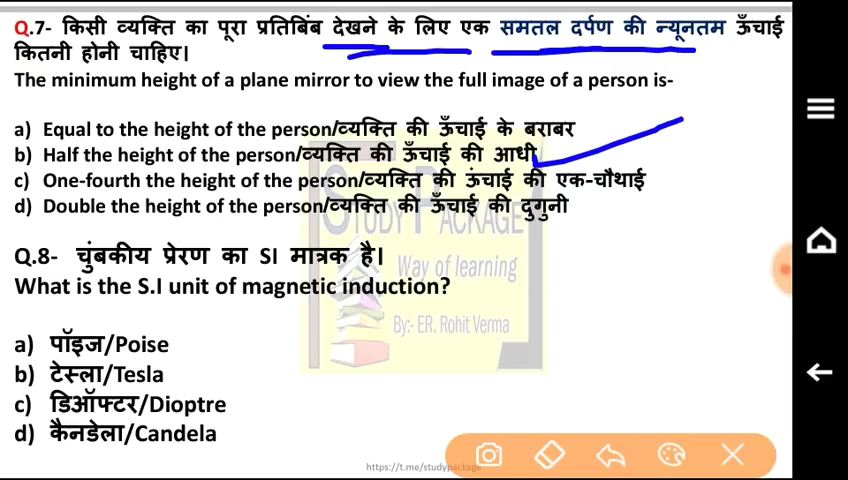 Q.7- किसी व्यक्ति का पूरा प्रतिबिंब देखने के लिए एक समतल दर्पण की न्यूनतम ऊँचाई
कितनी होनी चाहिए।
The minimum height of a plane mirror to view the full image of a person is-
a) Equal to the height of the person/व्यक्ति की ऊँचाई के बराबर
b) Half the height of the person/व्यक्ति की ऊँचाई की आधी
c) One-fourth the height of the person/व्यक्ति की ऊंचाई की एक-चौथाई
d) Double the height of the person/व्यक्ति की ऊँचाई की दुगुनी
STUDY PACKAGE
Way of learning
By:- ER. Rohit Verma
Q.8- चुंबकीय प्रेरण का SI मात्रक है।
What is the S.I unit of magnetic induction?
a) पॉइज/Poise
b) टेस्ला/Tesla
c) डिऑफ्टर/Dioptre
d) कैनडेला/Candela
https://t.me/studypackage